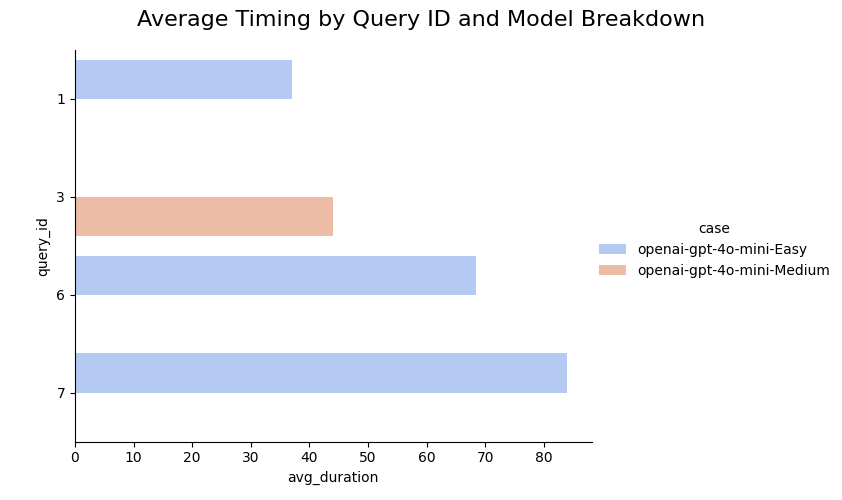 Average Timing by Query ID and Model Breakdown
query_id
1
3
6
7
0 10 20 30 40 50 60 70 80
avg_duration
case
openai-gpt-4o-mini-Easy
openai-gpt-4o-mini-Medium